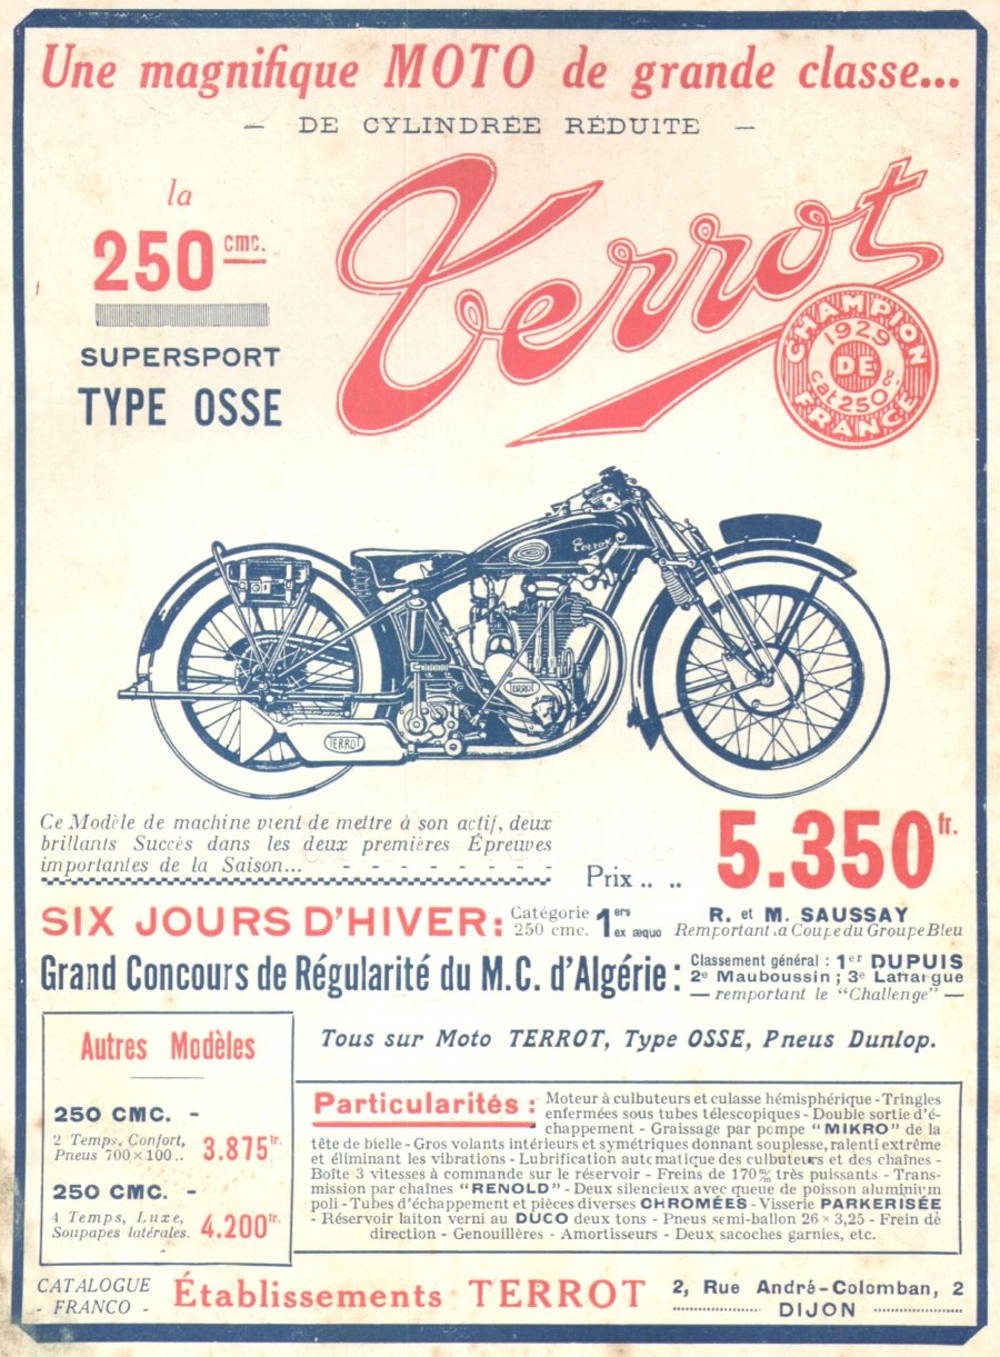 Une magnifique MOTO de grande classe...
— DE CYLINDRÉE RÉDUITE —
la
250 cmc.
SUPERSPORT
TYPE OSSE
Terrot
CHAMPION
1929
DE
cat 250cc
FRANCE
Terrot
TERROT
TERROT
Ce Modèle de machine vient de mettre à son actif, deux
brillants Succès dans les deux premières Épreuves
importantes de la Saison... - - - - - - - -
Prix .. .. 5.350 fr.
SIX JOURS D'HIVER: Catégorie 250 cmc. 1ers ex æquo
R. et M. SAUSSAY
Remportant la Coupe du Groupe Bleu
Grand Concours de Régularité du M.C. d'Algérie :
Classement général : 1er DUPUIS
2e Mauboussin ; 3e Laffargue
— remportant le “Challenge” —
Tous sur Moto TERROT, Type OSSE, Pneus Dunlop.
Autres Modèles
250 CMC. -
2 Temps, Confort,
Pneus 700×100.. 3.875 fr.
250 CMC. -
4 Temps, Luxe,
Soupapes latérales. 4.200 fr.
Particularités : Moteur à culbuteurs et culasse hémisphérique - Tringles
enfermées sous tubes télescopiques - Double sortie d'é-
chappement - Graissage par pompe “MIKRO” de la
tête de bielle - Gros volants intérieurs et symétriques donnant souplesse, ralenti extrême
et éliminant les vibrations - Lubrification automatique des culbuteurs et des chaînes -
Boîte 3 vitesses à commande sur le réservoir - Freins de 170 %m très puissants - Trans-
mission par chaînes “RENOLD” - Deux silencieux avec queue de poisson aluminium
poli - Tubes d'échappement et pièces diverses CHROMÉES - Visserie PARKERISÉE
- Réservoir laiton verni au DUCO deux tons - Pneus semi-ballon 26 × 3,25 - Frein de
direction - Genouillères - Amortisseurs - Deux sacoches garnies, etc.
CATALOGUE
- FRANCO -
Établissements TERROT
2, Rue André-Colomban, 2
DIJON